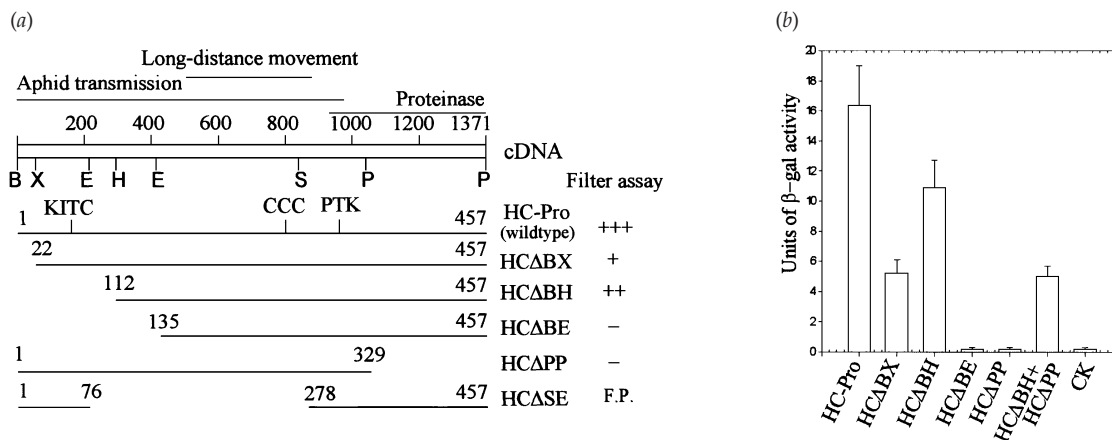 (a)
Long-distance movement
Aphid transmission
Proteinase
200 400 600 800 1000 1200 1371
cDNA
B X E H E S P P
Filter assay
KITC CCC PTK
1 457 HC-Pro (wildtype) +++
22 457 HCΔBX +
112 457 HCΔBH ++
135 457 HCΔBE –
1 329 HCΔPP –
1 76 278 457 HCΔSE F.P.
(b)
Units of β-gal activity
20
18
16
14
12
10
8
6
4
2
0
HC-Pro
HCΔBX
HCΔBH
HCΔBE
HCΔPP
HCΔBH+
HCΔPP
CK